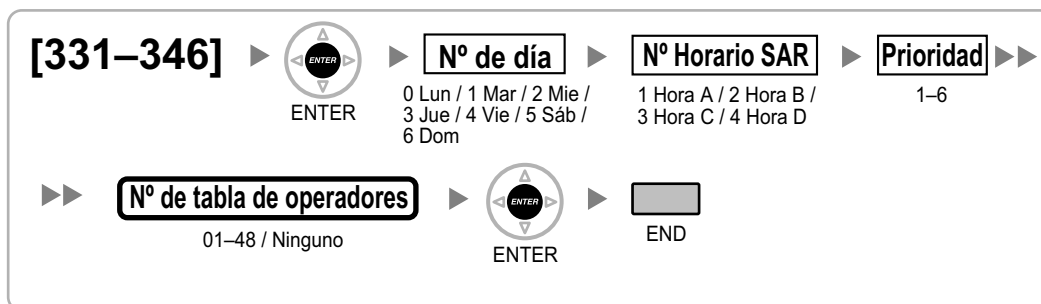 [331–346]
ENTER
ENTER
Nº de día
0 Lun / 1 Mar / 2 Mie /
3 Jue / 4 Vie / 5 Sáb /
6 Dom
Nº Horario SAR
1 Hora A / 2 Hora B /
3 Hora C / 4 Hora D
Prioridad
1–6
Nº de tabla de operadores
01–48 / Ninguno
ENTER
ENTER
END